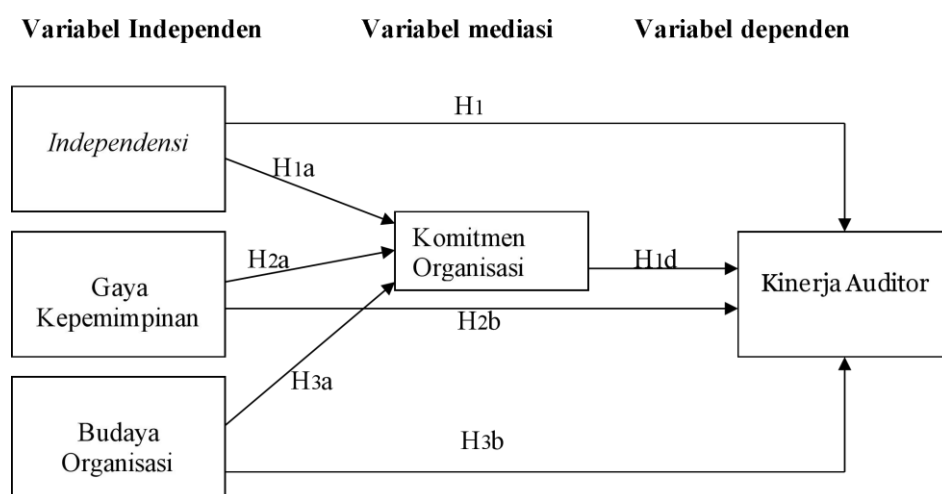 Variabel Independen Variabel mediasi Variabel dependen
H1
Independensi
H1a
Komitmen
Organisasi
H2a
H1d
Gaya
Kepemimpinan
Kinerja Auditor
H2b
H3a
Budaya
Organisasi
H3b